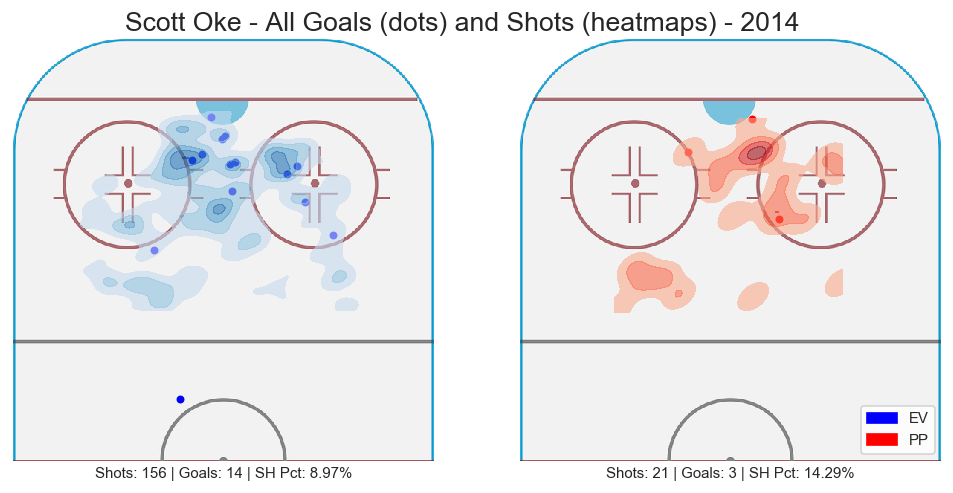 Scott Oke - All Goals (dots) and Shots (heatmaps) - 2014
EV
PP
Shots: 156 | Goals: 14 | SH Pct: 8.97%
Shots: 21 | Goals: 3 | SH Pct: 14.29%